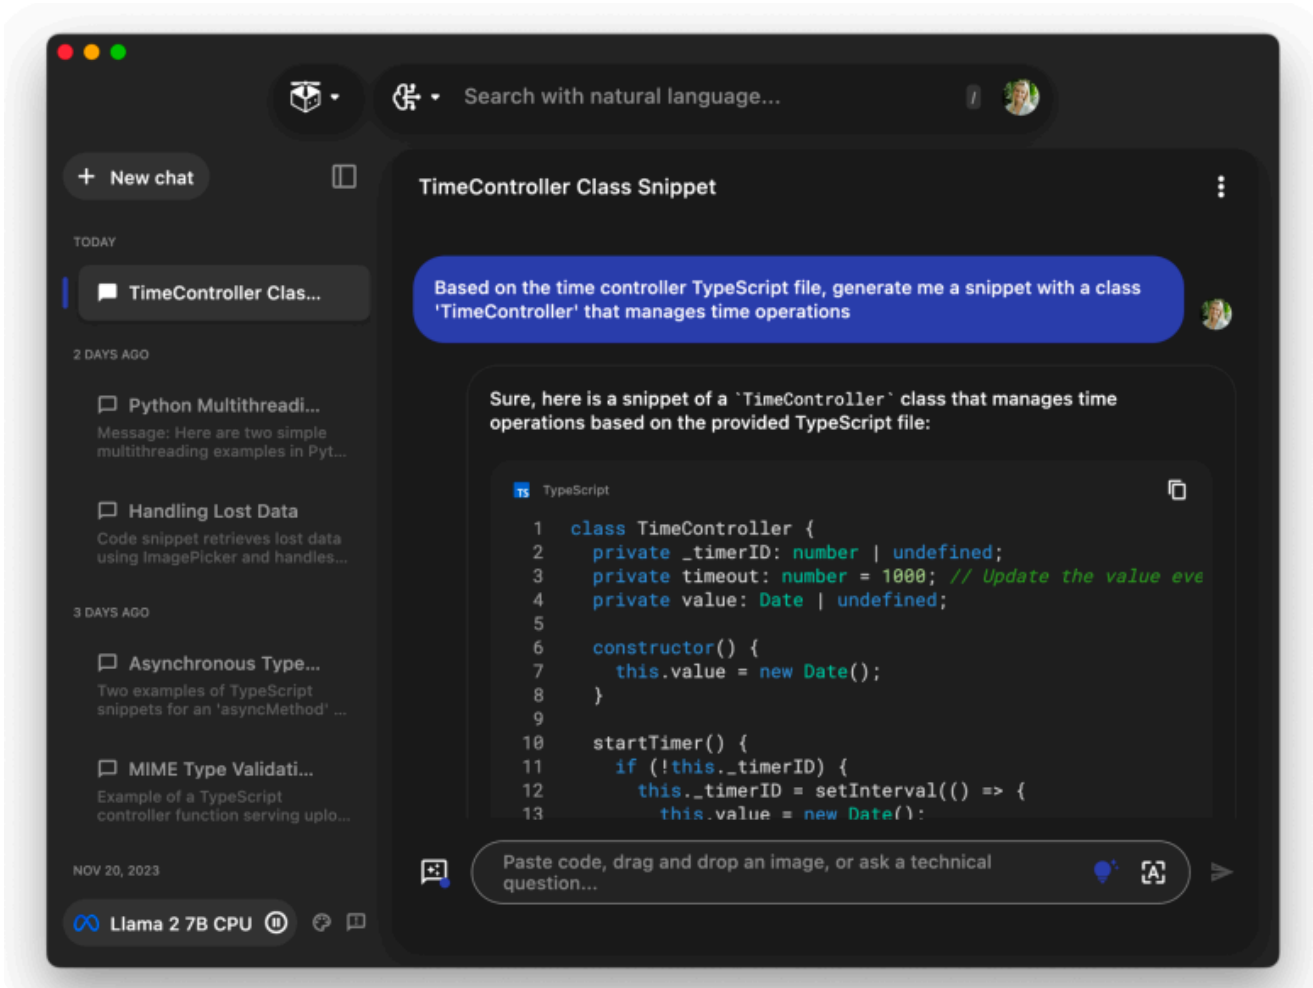 Search with natural language...
/
+ New chat
TimeController Class Snippet
TODAY
TimeController Clas...
2 DAYS AGO
Python Multithreadi...
Message: Here are two simple
multithreading examples in Pyt...
Handling Lost Data
Code snippet retrieves lost data
using ImagePicker and handles...
3 DAYS AGO
Asynchronous Type...
Two examples of TypeScript
snippets for an 'asyncMethod' ...
MIME Type Validati...
Example of a TypeScript
controller function serving uplo...
NOV 20, 2023
Llama 2 7B CPU
Based on the time controller TypeScript file, generate me a snippet with a class
'TimeController' that manages time operations
Sure, here is a snippet of a `TimeController` class that manages time
operations based on the provided TypeScript file:
TS TypeScript
1 class TimeController {
2 private _timerID: number | undefined;
3 private timeout: number = 1000; // Update the value eve
4 private value: Date | undefined;
5
6 constructor() {
7 this.value = new Date();
8 }
9
10 startTimer() {
11 if (!this._timerID) {
12 this._timerID = setInterval(() => {
13 this.value = new Date();
Paste code, drag and drop an image, or ask a technical
question...
A